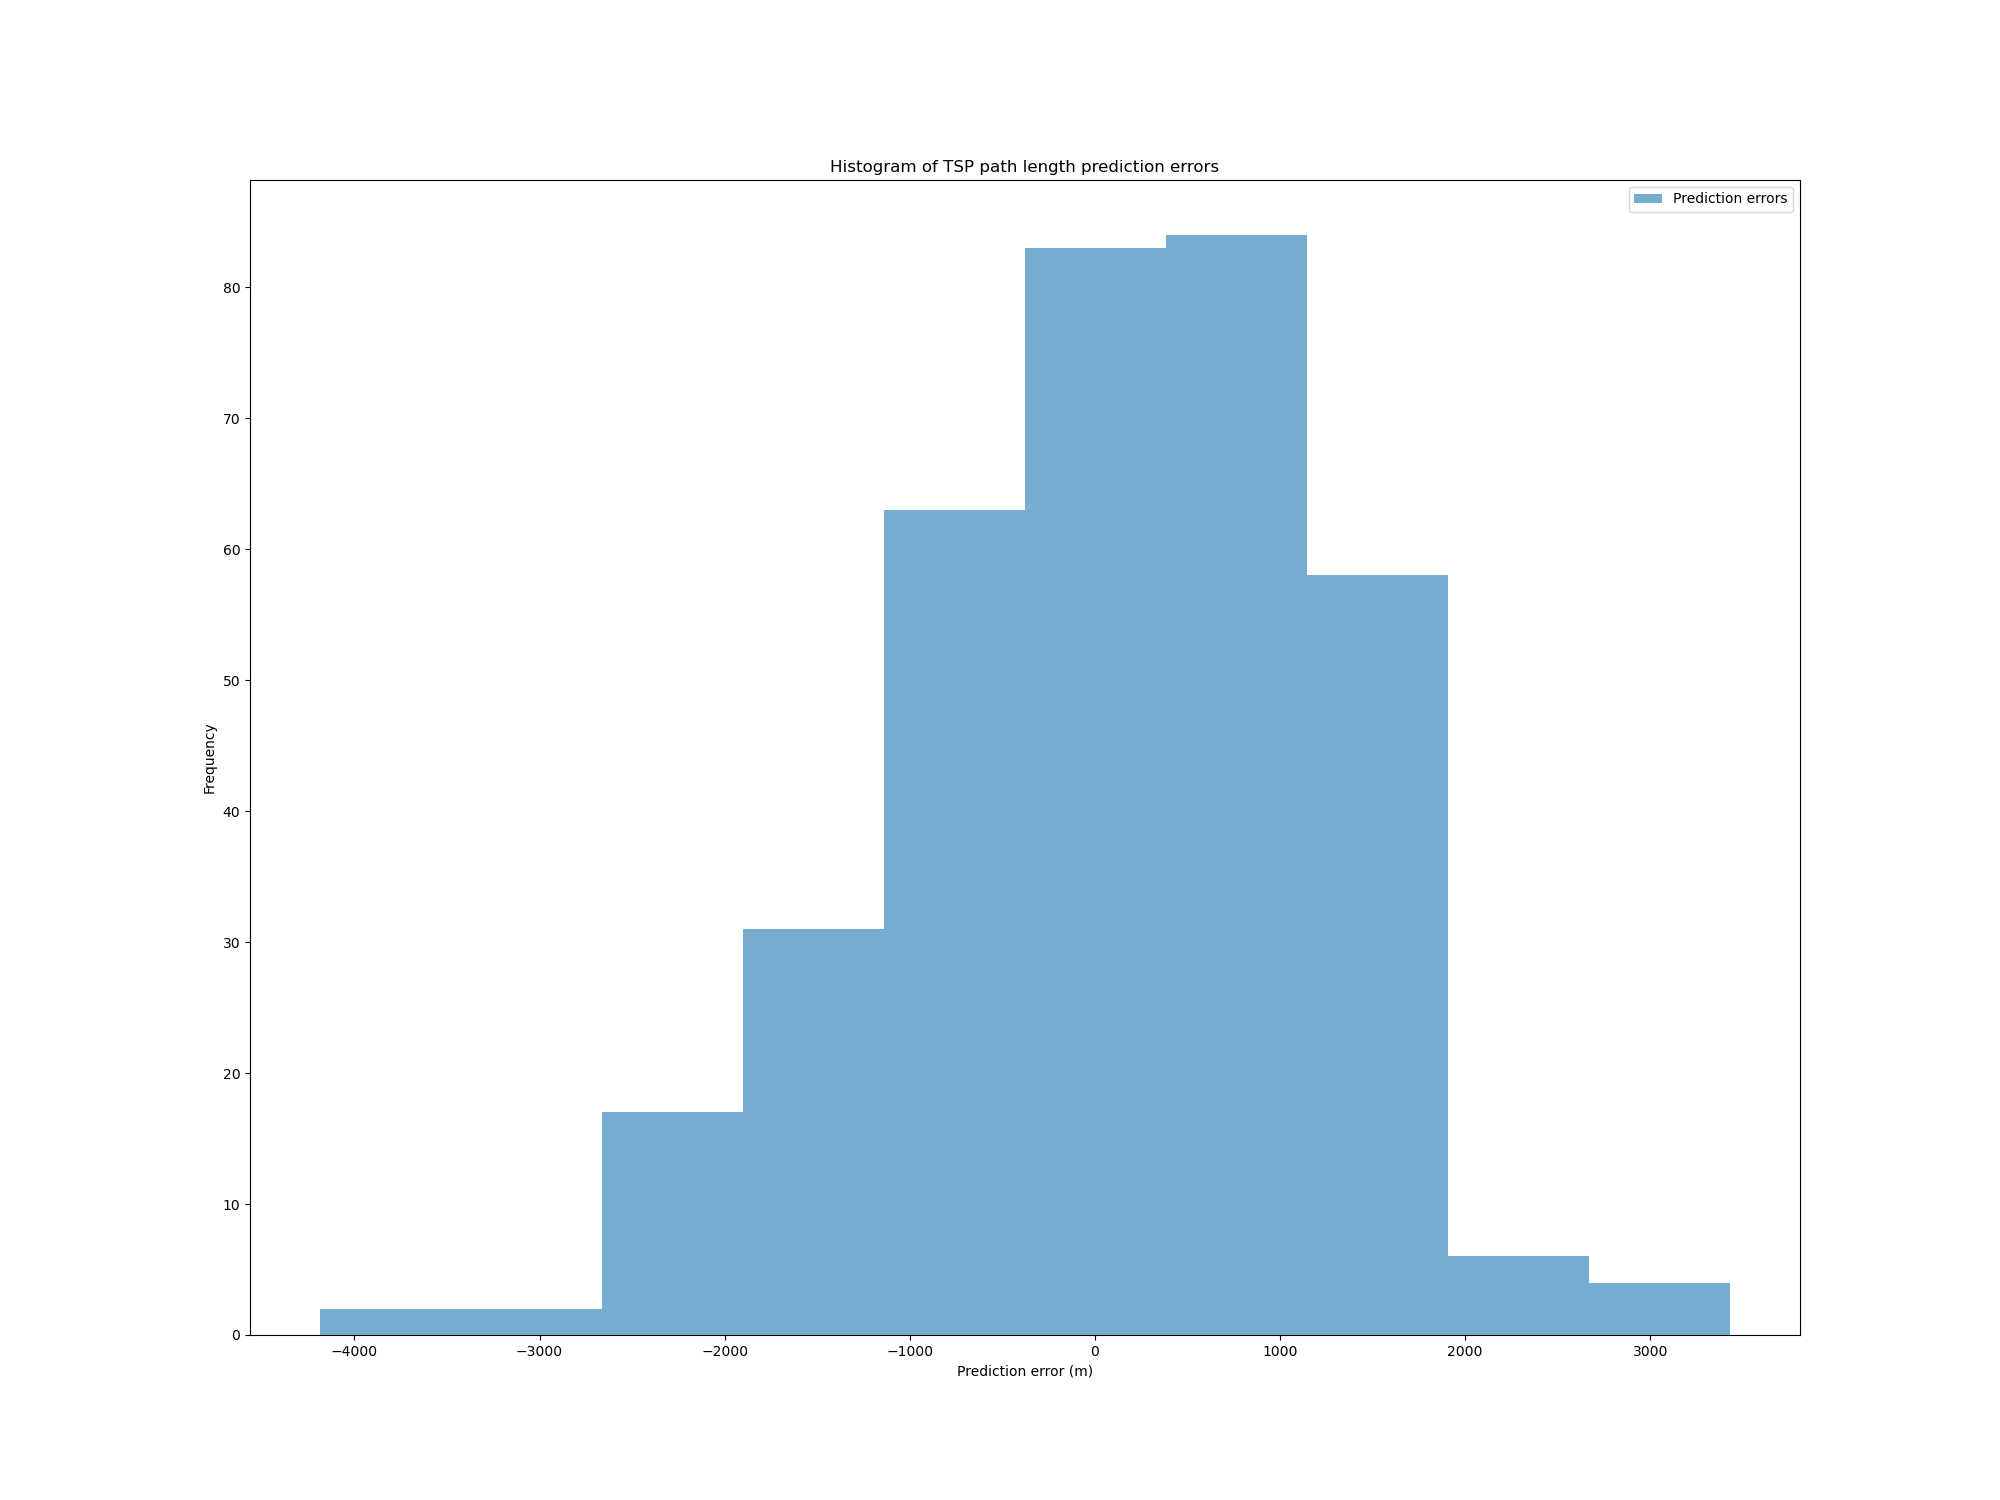 Histogram of TSP path length prediction errors
Prediction errors
80
70
60
50
40
30
20
10
0
Frequency
−4000 −3000 −2000 −1000 0 1000 2000 3000
Prediction error (m)